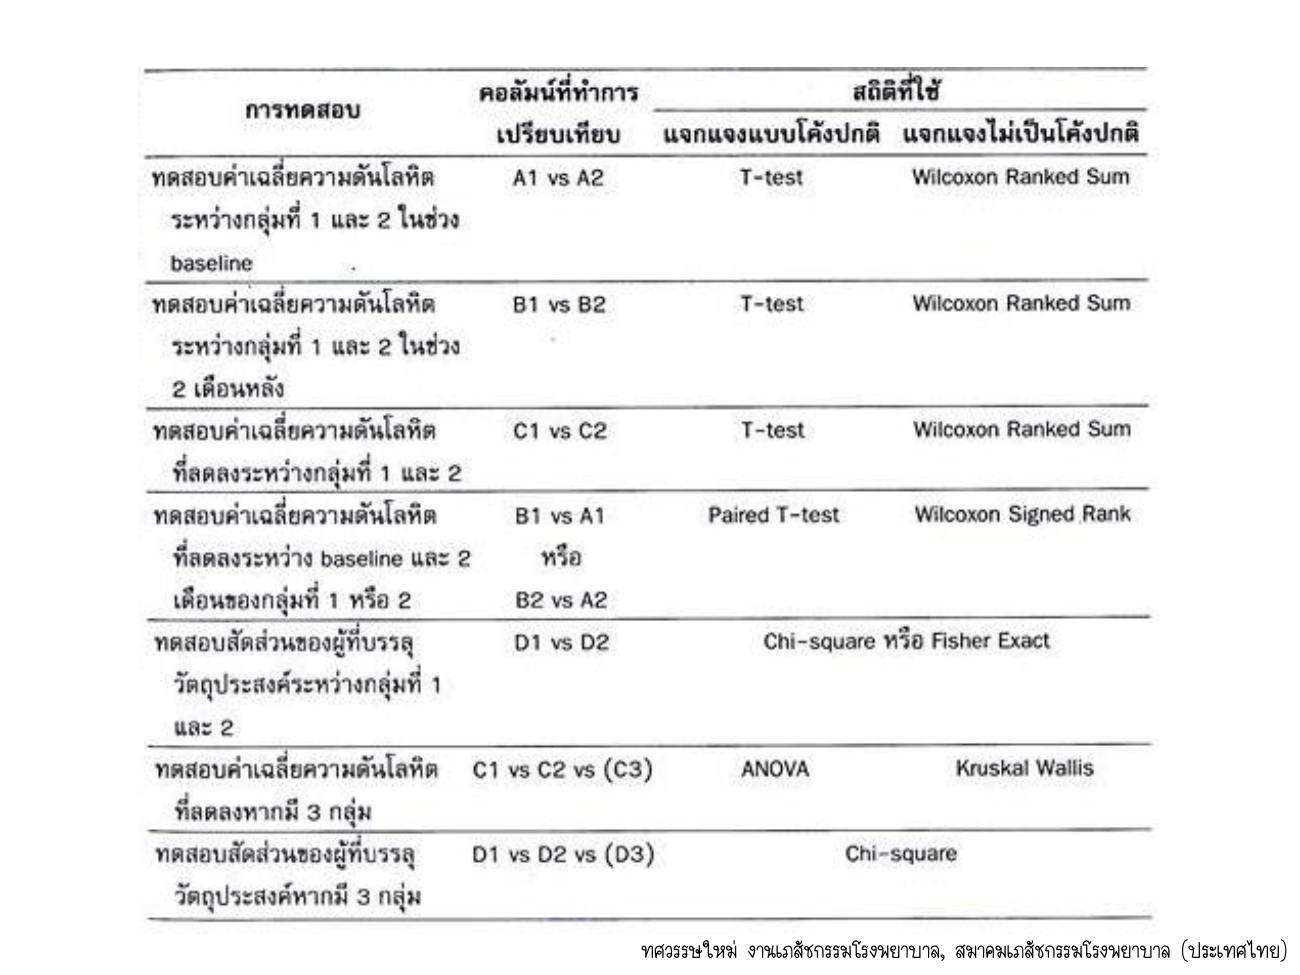 การทดสอบ คอลัมน์ที่ทำการ สถิติที่ใช้
เปรียบเทียบ แจกแจงแบบโค้งปกติ แจกแจงไม่เป็นโค้งปกติ
ทดสอบค่าเฉลี่ยความดันโลหิต A1 vs A2 T-test Wilcoxon Ranked Sum
ระหว่างกลุ่มที่ 1 และ 2 ในช่วง
baseline
ทดสอบค่าเฉลี่ยความดันโลหิต B1 vs B2 T-test Wilcoxon Ranked Sum
ระหว่างกลุ่มที่ 1 และ 2 ในช่วง
2 เดือนหลัง
ทดสอบค่าเฉลี่ยความดันโลหิต C1 vs C2 T-test Wilcoxon Ranked Sum
ที่ลดลงระหว่างกลุ่มที่ 1 และ 2
ทดสอบค่าเฉลี่ยความดันโลหิต B1 vs A1 Paired T-test Wilcoxon Signed Rank
ที่ลดลงระหว่าง baseline และ 2 หรือ
เดือนของกลุ่มที่ 1 หรือ 2 B2 vs A2
ทดสอบสัดส่วนของผู้ที่บรรลุ D1 vs D2 Chi-square หรือ Fisher Exact
วัตถุประสงค์ระหว่างกลุ่มที่ 1
และ 2
ทดสอบค่าเฉลี่ยความดันโลหิต C1 vs C2 vs (C3) ANOVA Kruskal Wallis
ที่ลดลงหากมี 3 กลุ่ม
ทดสอบสัดส่วนของผู้ที่บรรลุ D1 vs D2 vs (D3) Chi-square
วัตถุประสงค์หากมี 3 กลุ่ม
ทศวรรษใหม่ งานเภสัชกรรมโรงพยาบาล, สมาคมเภสัชกรรมโรงพยาบาล (ประเทศไทย)